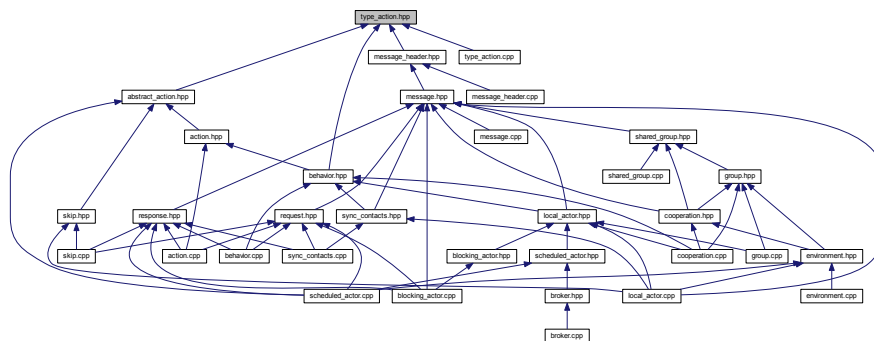 type_action.hpp
message_header.hpp
type_action.cpp
abstract_action.hpp
message.hpp
message_header.cpp
action.hpp
message.cpp
shared_group.hpp
behavior.hpp
shared_group.cpp
group.hpp
skip.hpp
response.hpp
request.hpp
sync_contacts.hpp
local_actor.hpp
cooperation.hpp
skip.cpp
action.cpp
behavior.cpp
sync_contacts.cpp
blocking_actor.hpp
scheduled_actor.hpp
cooperation.cpp
group.cpp
environment.hpp
scheduled_actor.cpp
blocking_actor.cpp
broker.hpp
local_actor.cpp
environment.cpp
broker.cpp